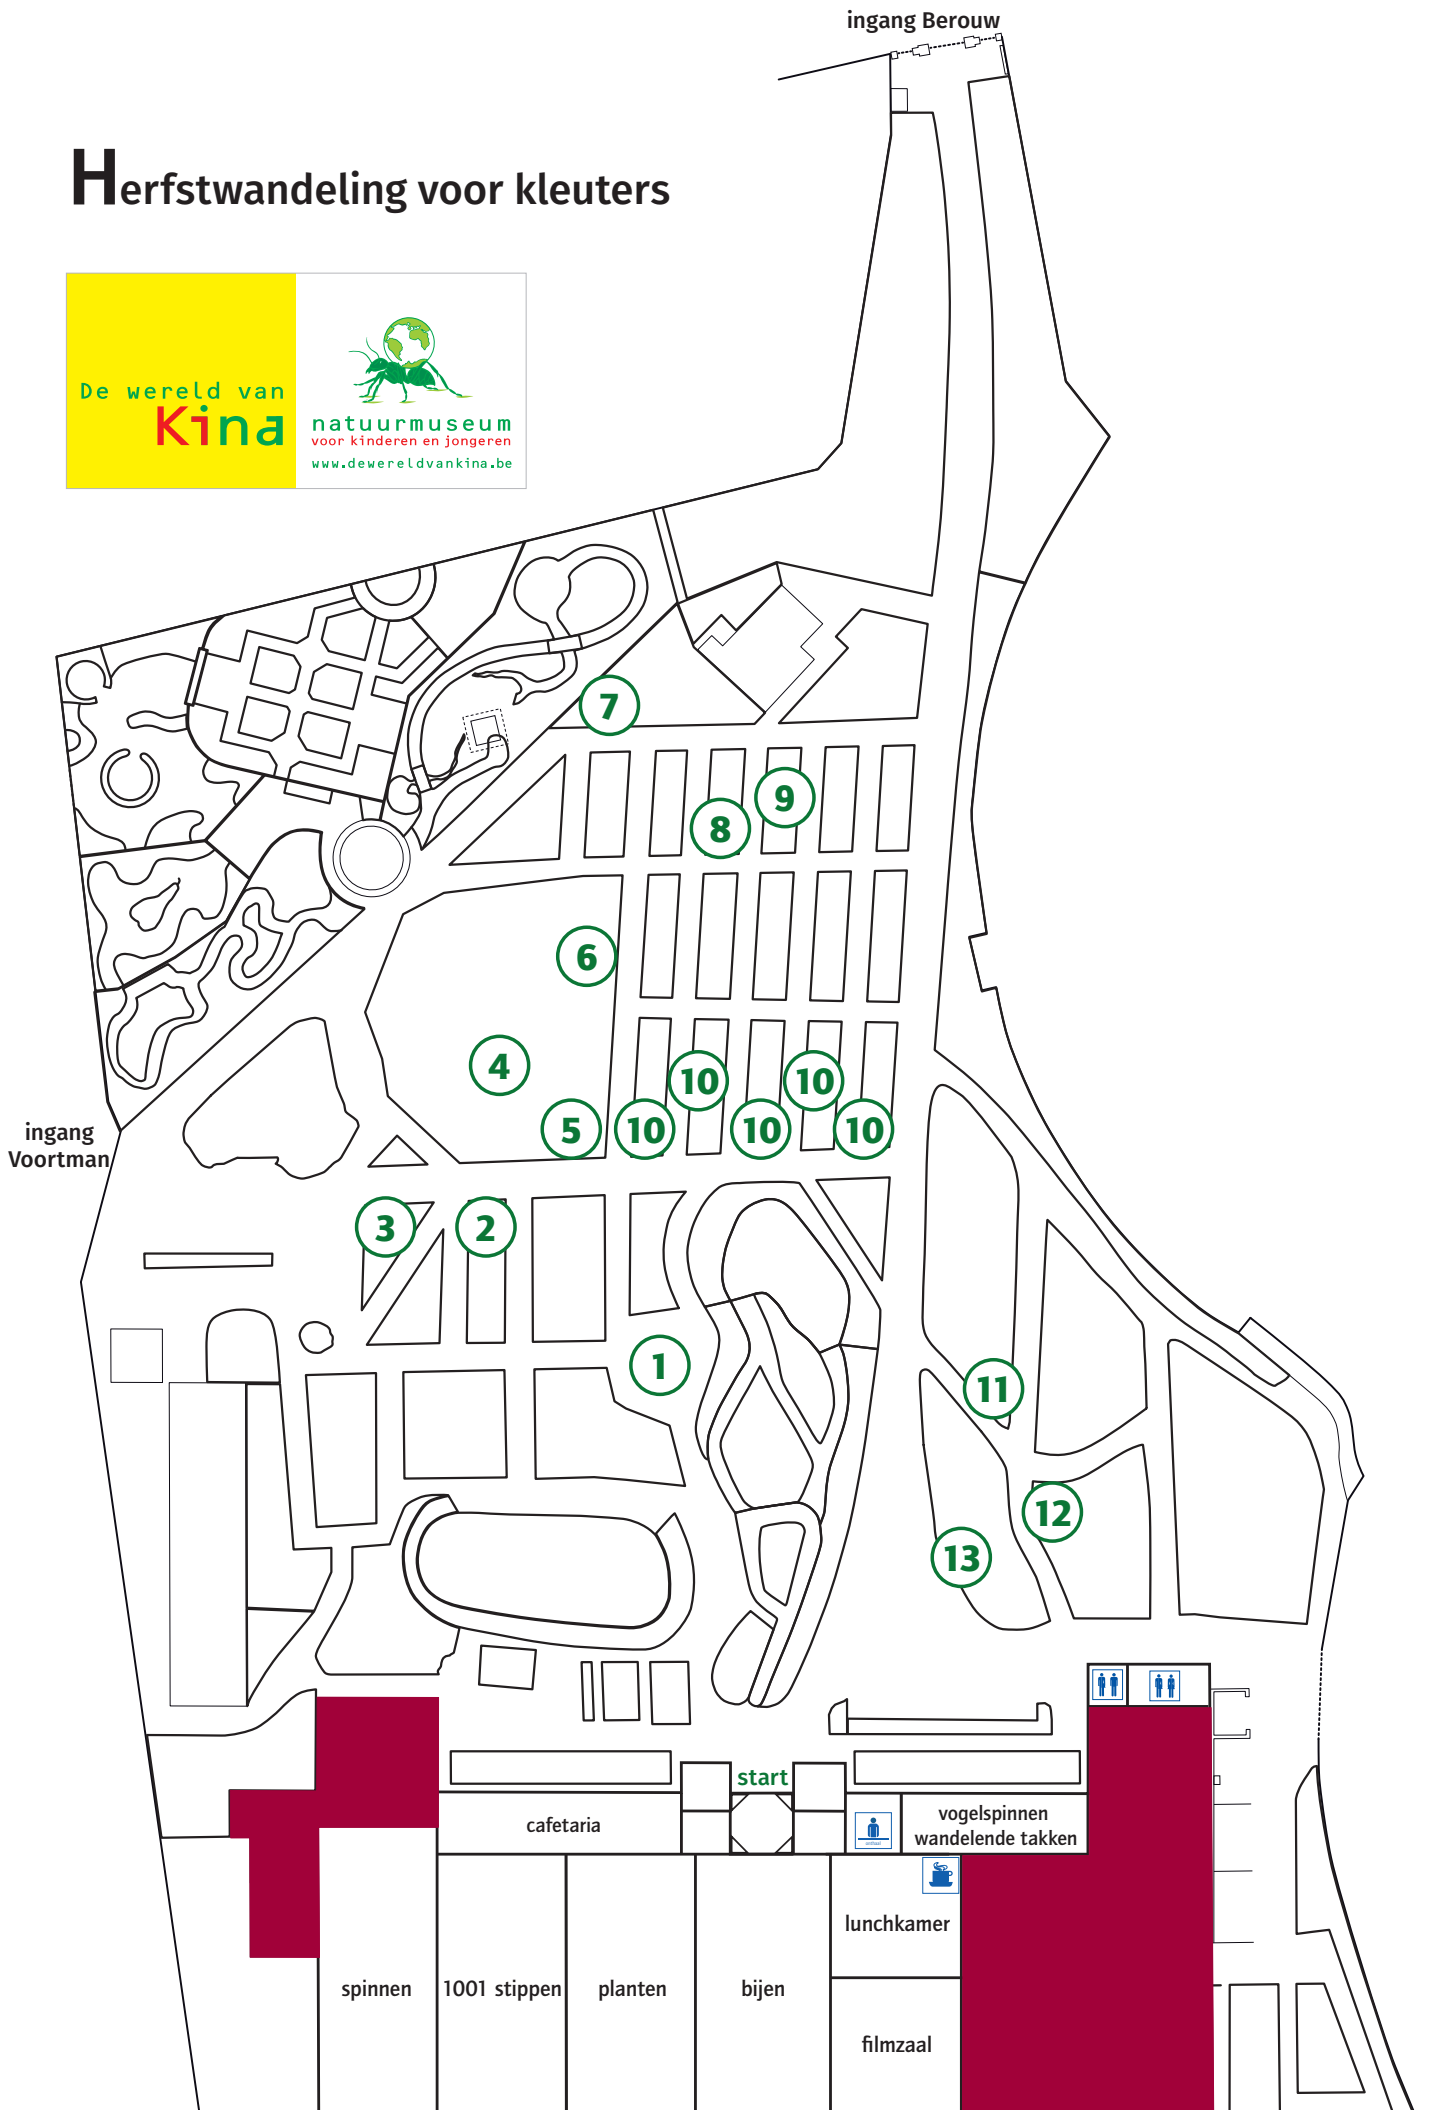 ingang Berouw
Herfstwandeling voor kleuters
De wereld van
Kina
natuurmuseum
voor kinderen en jongeren
www.dewereldvankina.be
7
9
8
6
4
10
10
5
10
10
10
ingang
Voortman
3
2
1
11
12
13
start
cafetaria
vogelspinnen
wandelende takken
lunchkamer
spinnen
1001 stippen
planten
bijen
filmzaal